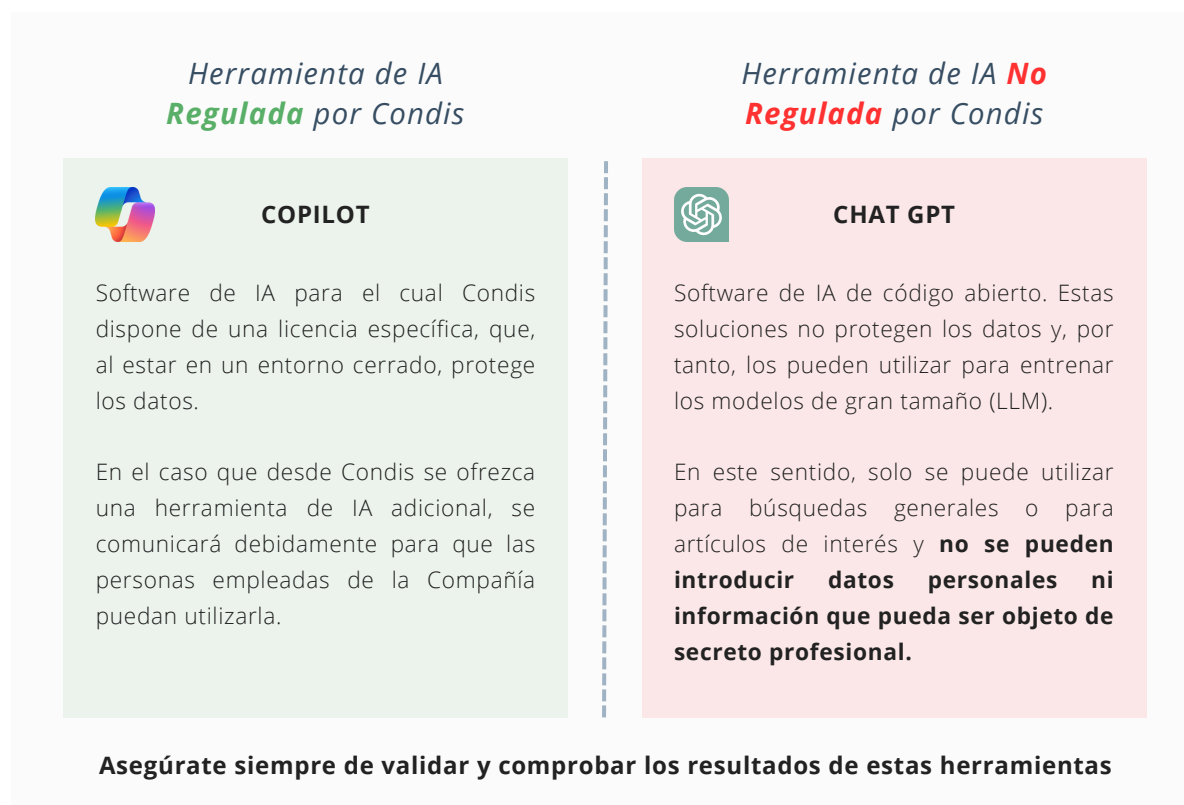 Herramienta de IA
Regulada por Condis
COPILOT
Software de IA para el cual Condis
dispone de una licencia específica, que,
al estar en un entorno cerrado, protege
los datos.
En el caso que desde Condis se ofrezca
una herramienta de IA adicional, se
comunicará debidamente para que las
personas empleadas de la Compañía
puedan utilizarla.
Herramienta de IA No
Regulada por Condis
CHAT GPT
Software de IA de código abierto. Estas
soluciones no protegen los datos y, por
tanto, los pueden utilizar para entrenar
los modelos de gran tamaño (LLM).
En este sentido, solo se puede utilizar
para búsquedas generales o para
artículos de interés y no se pueden
introducir datos personales ni
información que pueda ser objeto de
secreto profesional.
Asegúrate siempre de validar y comprobar los resultados de estas herramientas